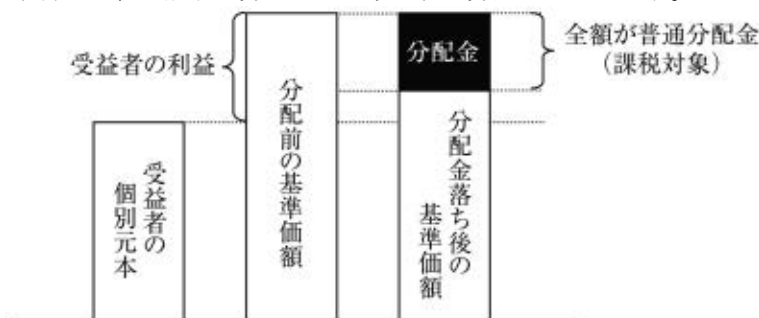 受益者の利益
分配金
全額が普通分配金
（課税対象）
受益者の
個別元本
分配前の基準価額
分配金落ち後の
基準価額